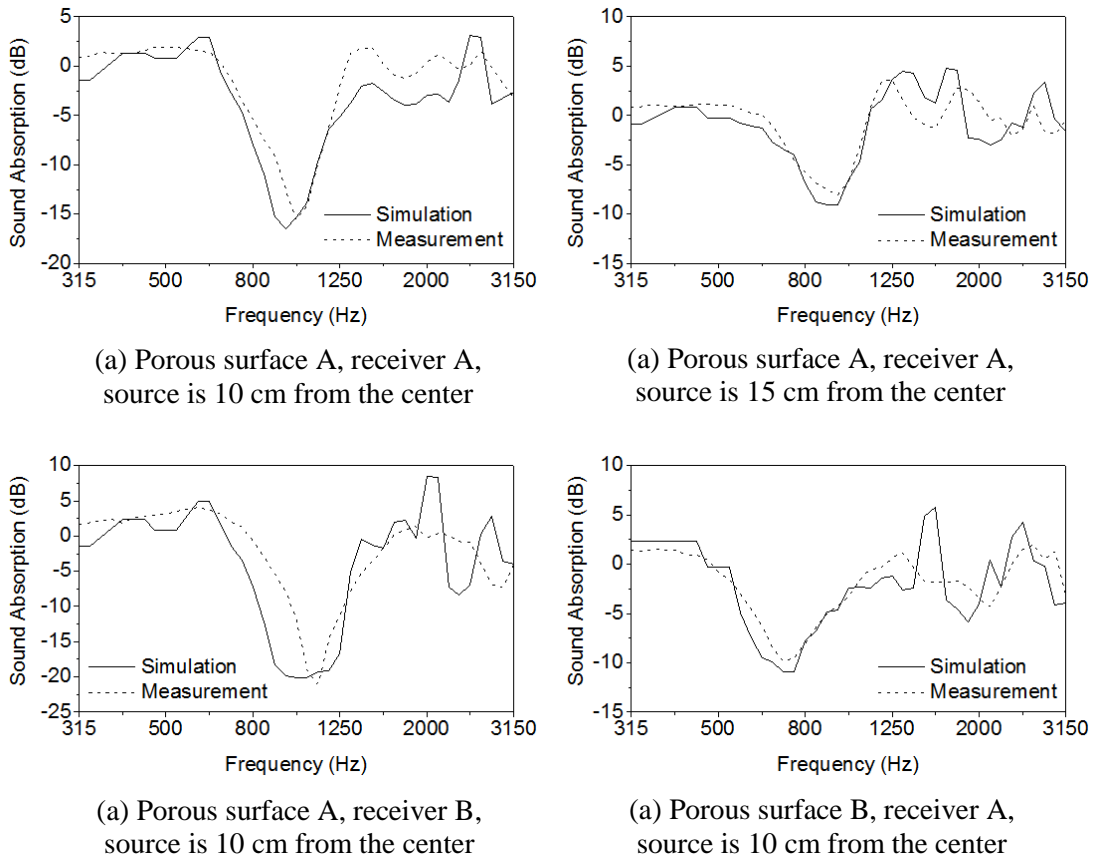 5
0
-5
-10
-15
-20
Sound Absorption (dB)
Simulation
Measurement
315 500 800 1250 2000 3150
Frequency (Hz)
(a) Porous surface A, receiver A,
source is 10 cm from the center
10
5
0
-5
-10
-15
Sound Absorption (dB)
Simulation
Measurement
315 500 800 1250 2000 3150
Frequency (Hz)
(a) Porous surface A, receiver A,
source is 15 cm from the center
10
5
0
-5
-10
-15
-20
-25
Sound Absorption (dB)
Simulation
Measurement
315 500 800 1250 2000 3150
Frequency (Hz)
(a) Porous surface A, receiver B,
source is 10 cm from the center
10
5
0
-5
-10
-15
Sound Absorption (dB)
Simulation
Measurement
315 500 800 1250 2000 3150
Frequency (Hz)
(a) Porous surface B, receiver A,
source is 10 cm from the center